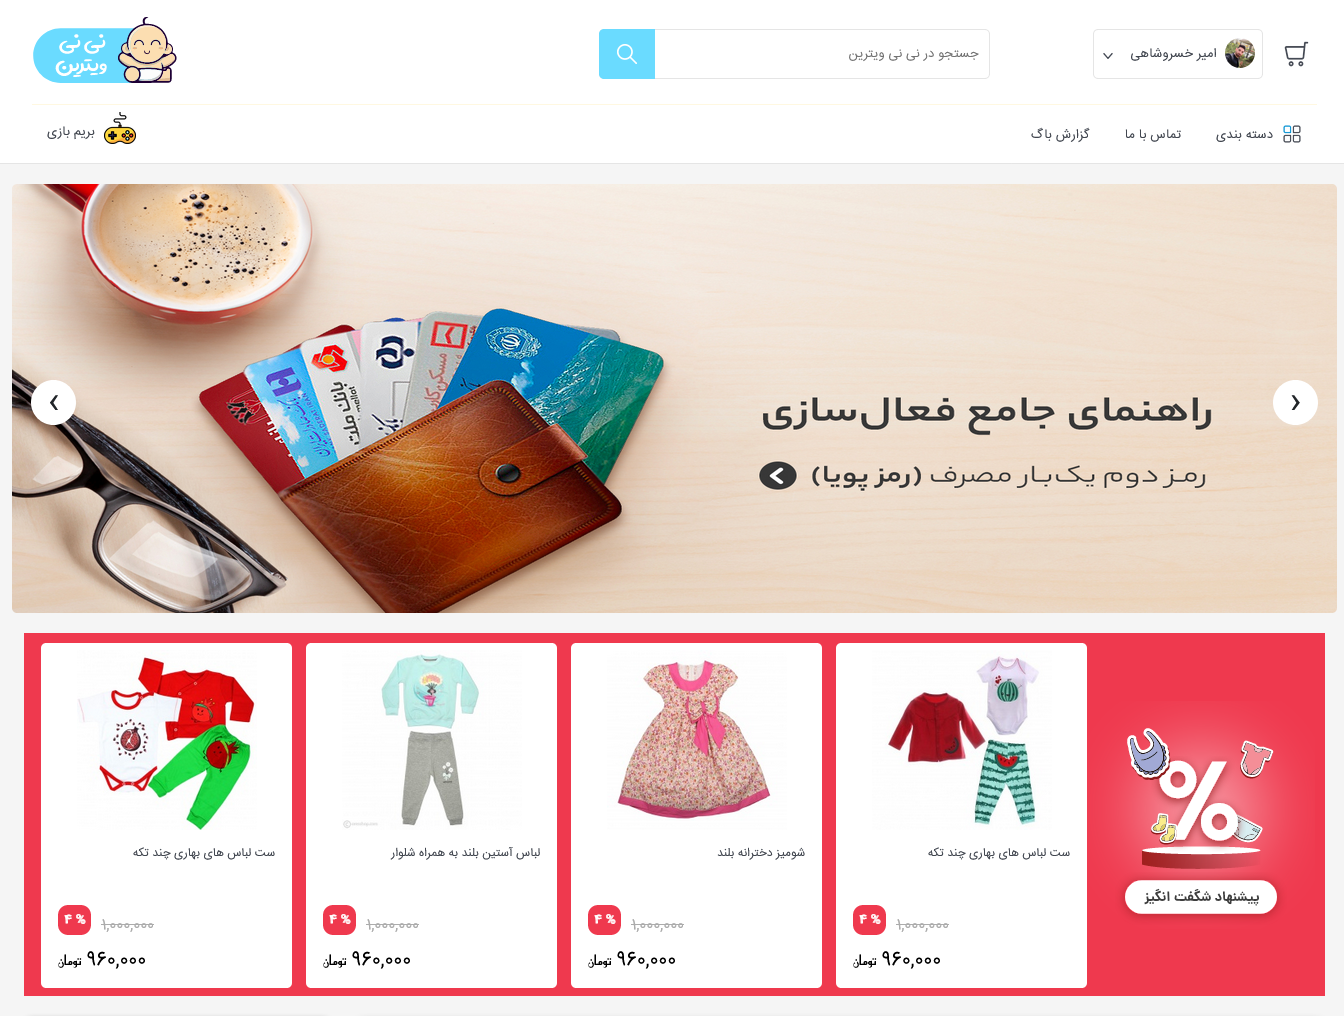 امیر خسروشاهی
جستجو در نی نی ویترین
نی نی
ویترین
دسته بندی
تماس با ما
گزارش باگ
بریم بازی
راهنمای جامع فعال‌سازی
رمز دوم یک‌بار مصرف (رمز پویا)
بانک ملت
پیشنهاد شگفت انگیز
ست لباس های بهاری چند تکه
۴ %
۱,۰۰۰,۰۰۰
۹۶۰,۰۰۰ تومان
شومیز دخترانه بلند
۴ %
۱,۰۰۰,۰۰۰
۹۶۰,۰۰۰ تومان
لباس آستین بلند به همراه شلوار
۴ %
۱,۰۰۰,۰۰۰
۹۶۰,۰۰۰ تومان
ست لباس های بهاری چند تکه
۴ %
۱,۰۰۰,۰۰۰
۹۶۰,۰۰۰ تومان